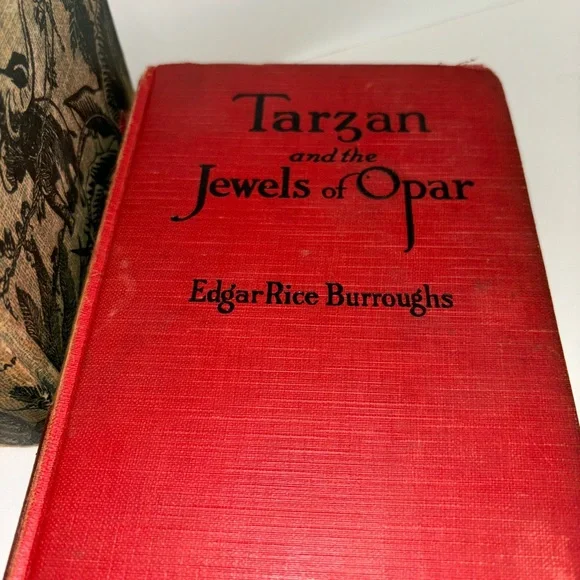 Tarzan
and the
Jewels of Opar
Edgar Rice Burroughs